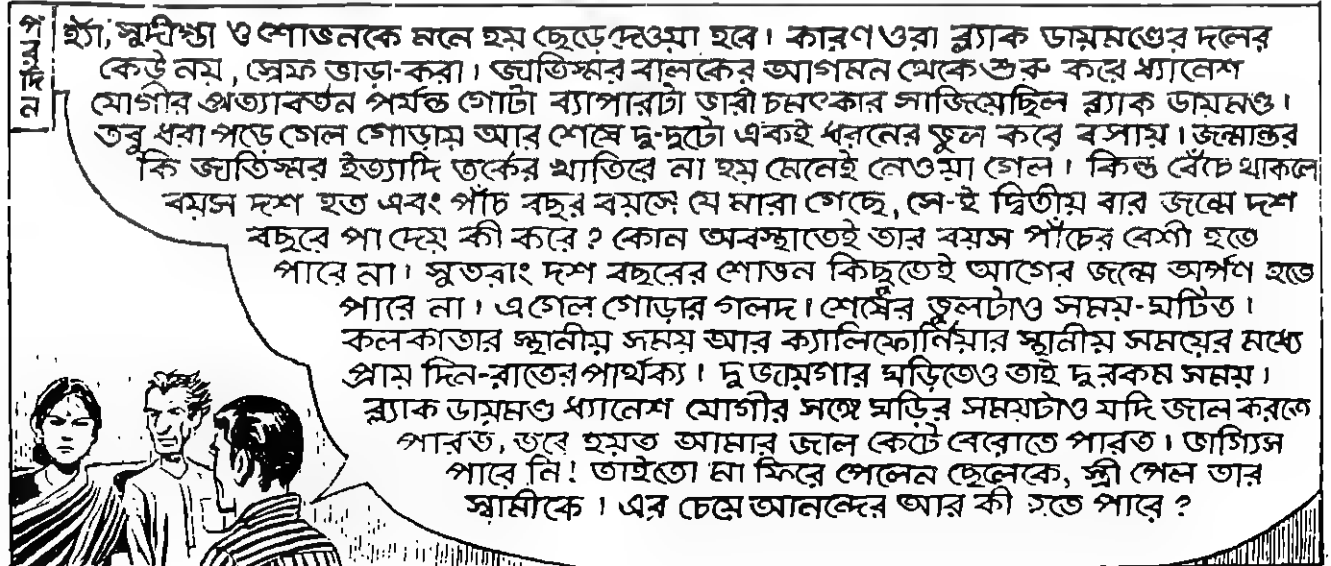 পরদিন
হ্যাঁ, সুদীপ্তা ও শোভনকে মনে হয় ছেড়ে দেওয়া হবে। কারণ ওরা ব্ল্যাক ডায়মণ্ডের দলের
কেউ নয়, স্রেফ ভাড়া-করা। জাতিস্মর বালকের আগমন থেকে শুরু করে ধ্যানেশ
যোগীর প্রত্যাবর্তন পর্যন্ত গোটা ব্যাপারটা ভারী চমৎকার সাজিয়েছিল ব্ল্যাক ডায়মণ্ড।
তবু ধরা পড়ে গেল গোড়ায় আর শেষে দু-দুটো একই ধরনের ভুল করে বসায়। জন্মান্তর
কি জাতিস্মর ইত্যাদি তর্কের খাতিরে না হয় মেনেই নেওয়া গেল। কিন্তু বেঁচে থাকলে
বয়স দশ হত এবং পাঁচ বছর বয়সে যে মারা গেছে, সে-ই দ্বিতীয় বার জন্মে দশ
বছরে পা দেয় কী করে? কোন অবস্থাতেই তার বয়স পাঁচের বেশী হতে
পারে না। সুতরাং দশ বছরের শোভন কিছুতেই আগের জন্মে অর্পণ হতে
পারে না। এ গেল গোড়ার গলদ। শেষের ভুলটাও সময়-ঘটিত।
কলকাতার স্থানীয় সময় আর ক্যালিফোর্নিয়ার স্থানীয় সময়ের মধ্যে
প্রায় দিন-রাতের পার্থক্য। দু জায়গার ঘড়িতেও তাই দু রকম সময়।
ব্ল্যাক ডায়মণ্ড ধ্যানেশ যোগীর সঙ্গে ঘড়ির সময়টাও যদি জাল করতে
পারত, তবে হয়ত আমার জাল কেটে বেরোতে পারত। ভাগ্যিস
পারে নি! তাইতো মা ফিরে পেলেন ছেলেকে, স্ত্রী পেল তার
স্বামীকে। এর চেয়ে আনন্দের আর কী হতে পারে?